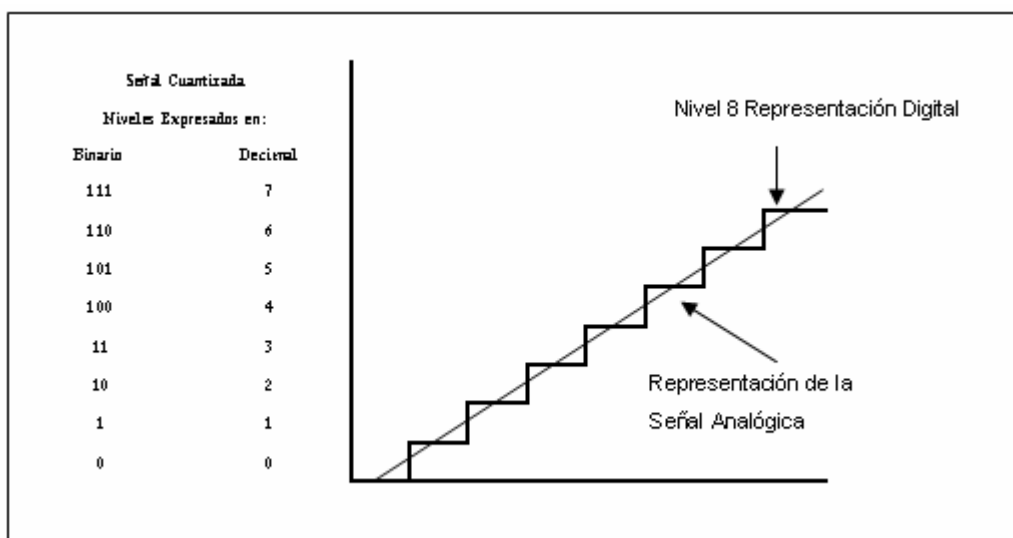 Señal Cuantizada
Niveles Expresados en:
Binario Decimal
111 7
110 6
101 5
100 4
11 3
10 2
1 1
0 0
Nivel 8 Representación Digital
Representación de la
Señal Analógica